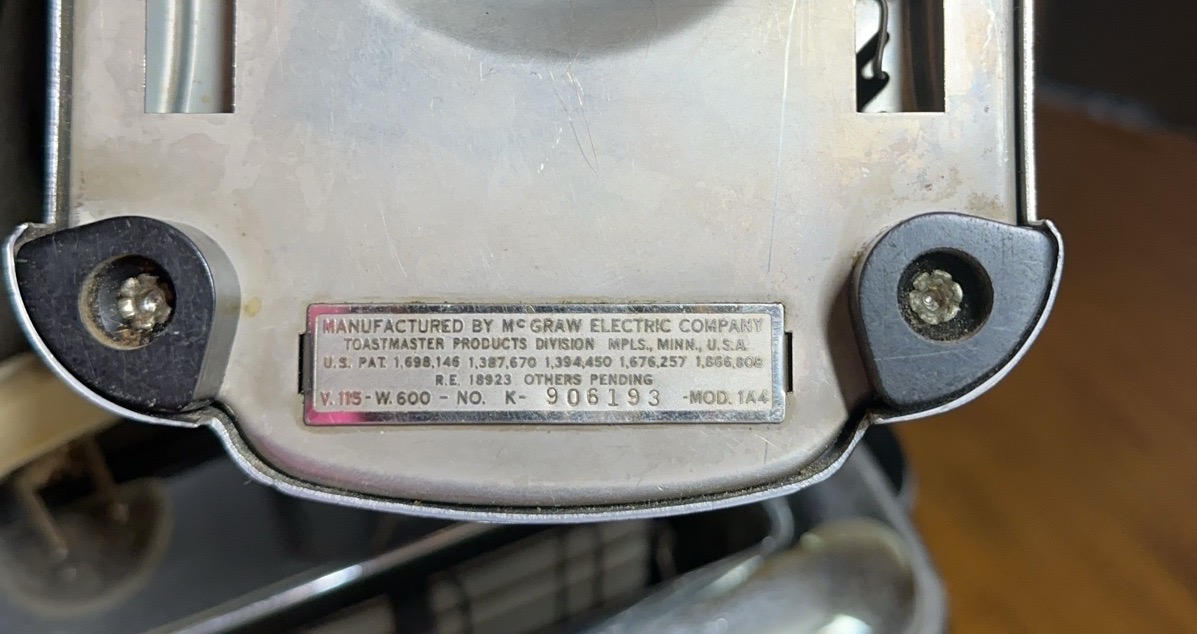 MANUFACTURED BY McGRAW ELECTRIC COMPANY
TOASTMASTER PRODUCTS DIVISION MPLS., MINN., U.S.A.
U.S. PAT. 1,698,146 1,387,670 1,394,450 1,676,257 1,866,808
R.E. 18923 OTHERS PENDING
V. 115 - W. 600 - NO. K- 906193 -MOD. 1A4